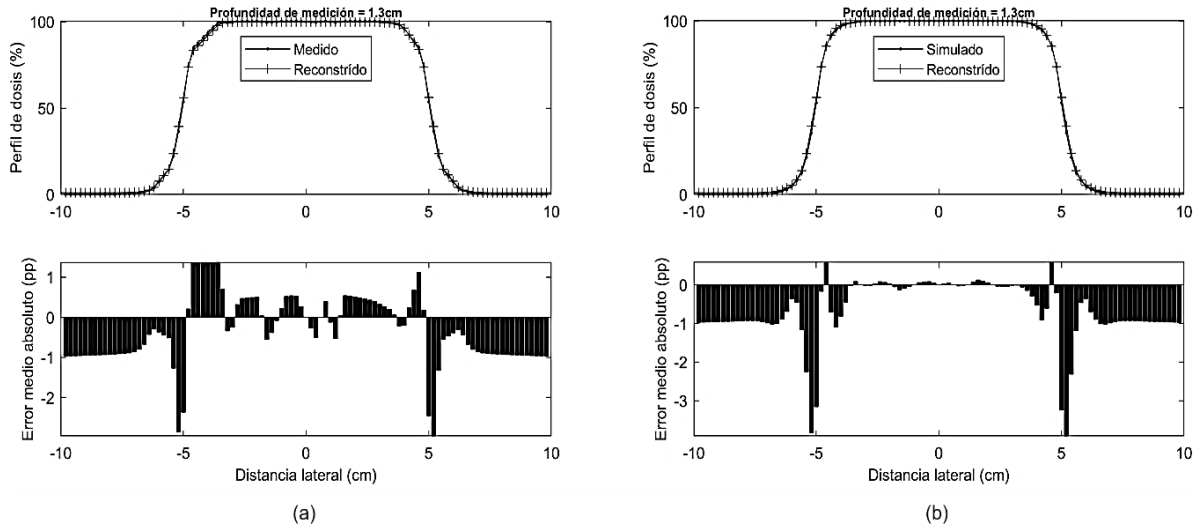 Profundidad de medición = 1.3cm
Perfil de dosis (%)
100
50
0
Medido
Reconstrído
-10
-5
0
5
10
Error medio absoluto (pp)
1
0
-1
-2
-10
-5
0
5
10
Distancia lateral (cm)
(a)
Profundidad de medición = 1.3cm
Perfil de dosis (%)
100
50
0
Simulado
Reconstrído
-10
-5
0
5
10
Error medio absoluto (pp)
0
-1
-2
-3
-10
-5
0
5
10
Distancia lateral (cm)
(b)